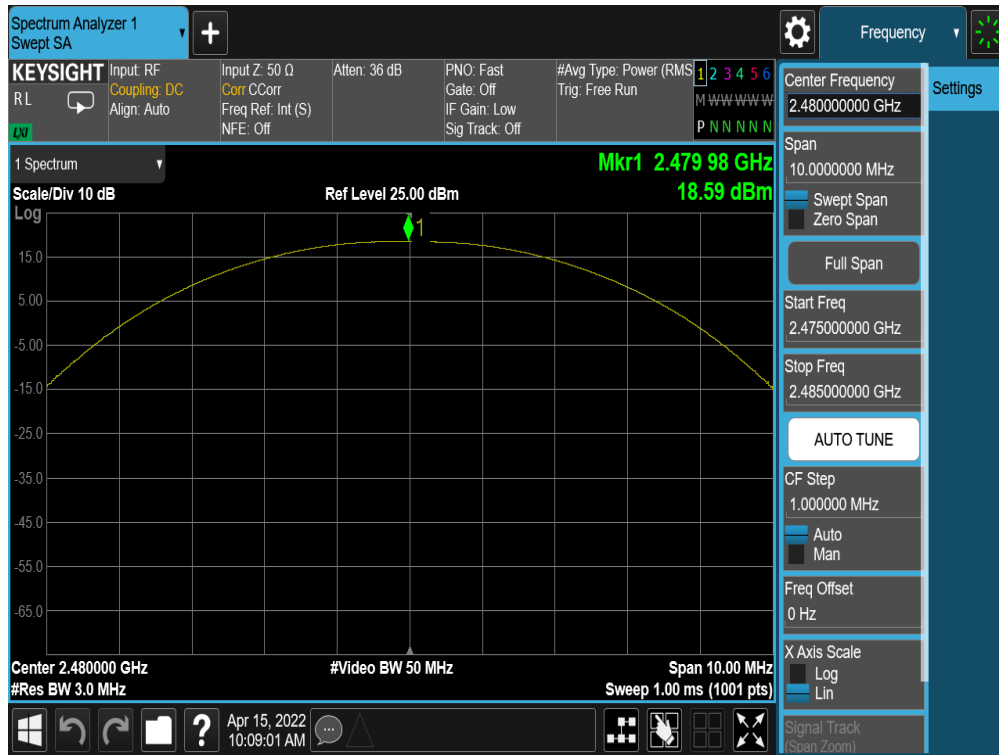 Spectrum Analyzer 1
Swept SA
+
Frequency
KEYSIGHT
RL
LXI
Input: RF
Coupling: DC
Align: Auto
Input Z: 50 Ω
Corr CCorr
Freq Ref: Int (S)
NFE: Off
Atten: 36 dB
PNO: Fast
Gate: Off
IF Gain: Low
Sig Track: Off
#Avg Type: Power (RMS
Trig: Free Run
1 2 3 4 5 6
M W W W W W
P N N N N N
1 Spectrum
Scale/Div 10 dB
Log
Ref Level 25.00 dBm
Mkr1 2.479 98 GHz
18.59 dBm
1
15.0
5.00
-5.00
-15.0
-25.0
-35.0
-45.0
-55.0
-65.0
Center 2.480000 GHz
#Res BW 3.0 MHz
#Video BW 50 MHz
Span 10.00 MHz
Sweep 1.00 ms (1001 pts)
Center Frequency
2.480000000 GHz
Span
10.0000000 MHz
Swept Span
Zero Span
Full Span
Start Freq
2.475000000 GHz
Stop Freq
2.485000000 GHz
AUTO TUNE
CF Step
1.000000 MHz
Auto
Man
Freq Offset
0 Hz
X Axis Scale
Log
Lin
Signal Track
(Span Zoom)
Settings
?
Apr 15, 2022
10:09:01 AM